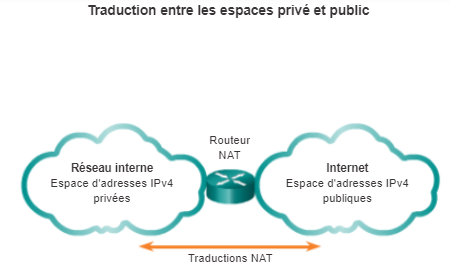 Traduction entre les espaces privé et public
Routeur
NAT
Réseau interne
Espace d'adresses IPv4
privées
Internet
Espace d'adresses IPv4
publiques
Traductions NAT